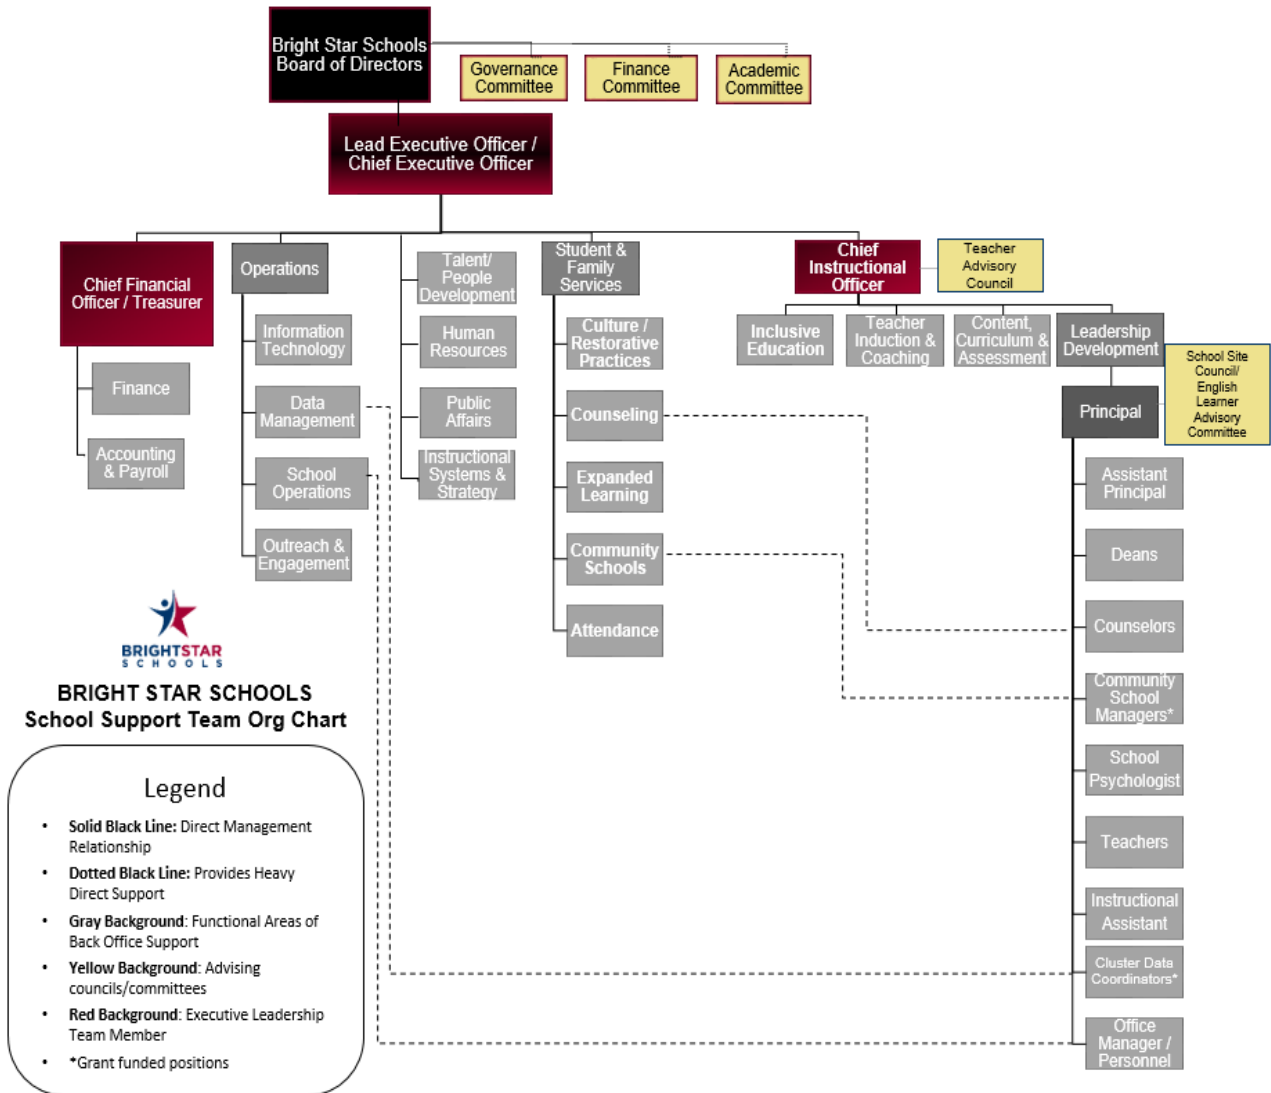 Bright Star Schools
Board of Directors
Governance
Committee
Finance
Committee
Academic
Committee
Lead Executive Officer /
Chief Executive Officer
Chief Financial
Officer / Treasurer
Finance
Accounting
& Payroll
Operations
Information
Technology
Data
Management
School
Operations
Outreach &
Engagement
Talent/
People
Development
Human
Resources
Public
Affairs
Instructional
Systems &
Strategy
Student &
Family
Services
Culture /
Restorative
Practices
Counseling
Expanded
Learning
Community
Schools
Attendance
Chief
Instructional
Officer
Teacher
Advisory
Council
Inclusive
Education
Teacher
Induction &
Coaching
Content,
Curriculum &
Assessment
Leadership
Development
School Site
Council/
English
Learner
Advisory
Committee
Principal
Assistant
Principal
Deans
Counselors
Community
School
Managers*
School
Psychologist
Teachers
Instructional
Assistant
Cluster Data
Coordinators*
Office
Manager /
Personnel
BRIGHTSTAR
SCHOOLS
BRIGHT STAR SCHOOLS
School Support Team Org Chart
Legend
• Solid Black Line: Direct Management
Relationship
• Dotted Black Line: Provides Heavy
Direct Support
• Gray Background: Functional Areas of
Back Office Support
• Yellow Background: Advising
councils/committees
• Red Background: Executive Leadership
Team Member
• *Grant funded positions